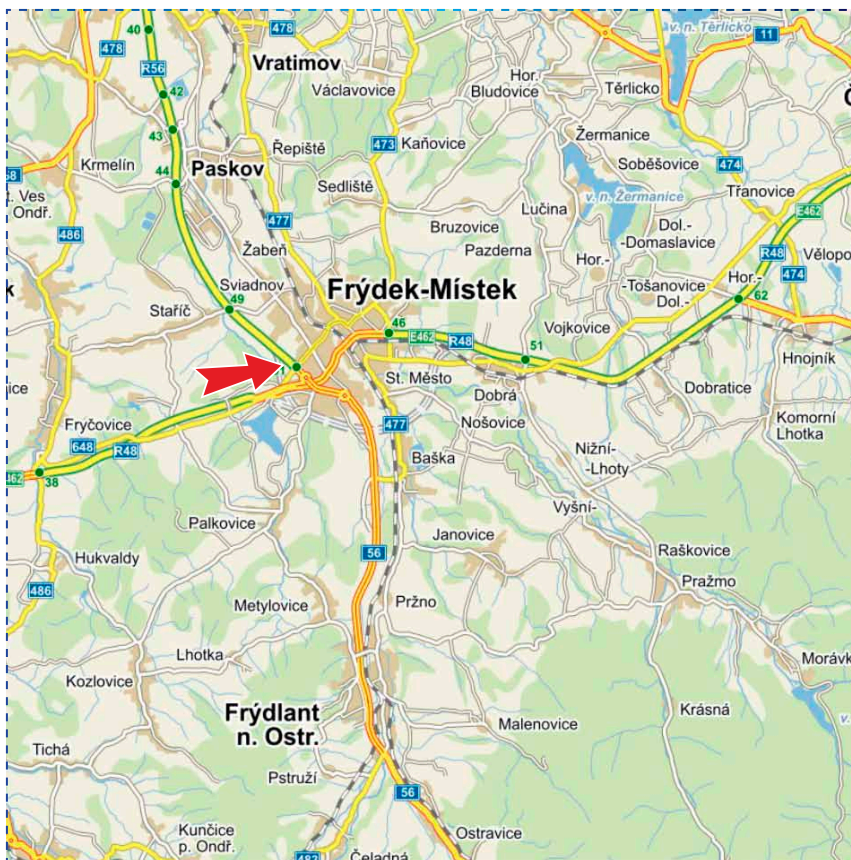 40
478
478
11
v. n. Těrlicko
R56
Vratimov
Hor.
Bludovice
Těrlicko
42
Václavovice
43
473
Kaňovice
Žermanice
Řepiště
Krmelín
474
Soběšovice
44
Paskov
Sedliště
Třanovice
v. n. Žermanice
Ves
Ondř.
Lučina
477
E462
486
Bruzovice
Dol.-
-Domaslavice
Žabeň
Pazderna
R48
Vělopo
Hor.-
Sviadnov
Frýdek-Místek
-Tošanovice
Dol.-
Hor.-
474
Staříč
49
62
46
Vojkovice
E462
R48
51
Hnojník
St. Město
Dobrá
Dobratice
Fryčovice
477
Nošovice
Komorní
Lhotka
648
R48
Baška
Nižní-
-Lhoty
38
Vyšní-
Palkovice
Janovice
Hukvaldy
56
Raškovice
486
Pražmo
Metylovice
Pržno
Lhotka
Kozlovice
Krásná
Frýdlant
n. Ostr.
Malenovice
Tichá
Pstruží
56
Kunčice
p. Ondř.
Ostravice
Čeladná